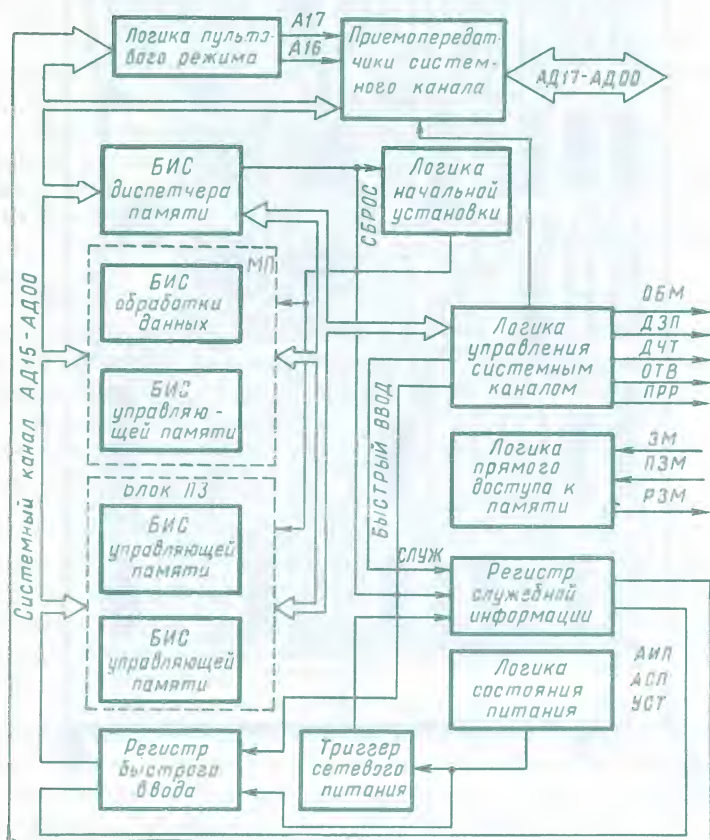 Логика пультово-
вого режима
А17
А16
Приемопередат-
чики систем-
ного канала
АД17-АД00
БИС
диспетчера
памяти
СБРОС
Логика
начальной
установки
МП
БИС
обработки
данных
БИС
управляю-
щей памяти
Системный канал АД15-АД00
Логика
управления
системным
каналом
ОБМ
ДЗП
ДЧТ
ОТВ
ПРР
БЫСТРЫЙ ВВОД
Логика
прямого
доступа к
памяти
ЗМ
ПЗМ
РЗМ
Блок ПЗ
БИС
управляющей
памяти
БИС
управляющей
памяти
СЛУЖ
Регистр
служебной
информации
Логика
состояния
питания
АИП
АСП
УСТ
Регистр
быстрого
ввода
Триггер
сетевого
питания